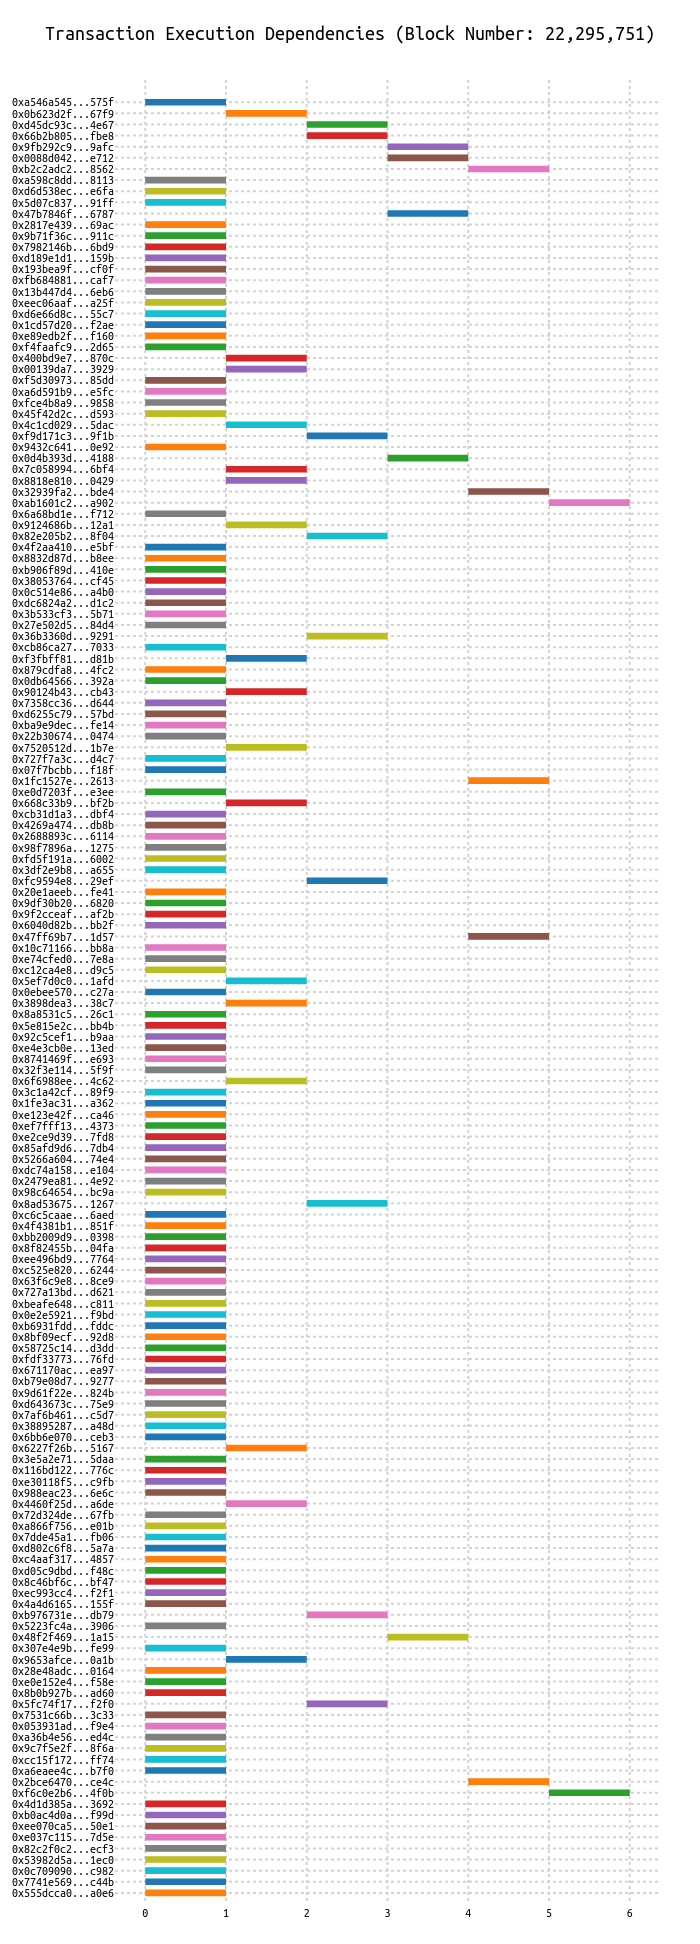 Transaction Execution Dependencies (Block Number: 22,295,751)
0xa546a545...575f
0x0b623d2f...67f9
0xd45dc93c...4e67
0x66b2b805...fbe8
0x9fb292c9...9afc
0x0088d042...e712
0xb2c2adc2...8562
0xa598c8dd...8113
0xd6d538ec...e6fa
0x5d07c837...91ff
0x47b7846f...6787
0x2817e439...69ac
0x9b71f36c...911c
0x7982146b...6bd9
0xd189e1d1...159b
0x193bea9f...cf0f
0xfb684881...caf7
0x13b447d4...6eb6
0xeec06aaf...a25f
0xd6e66d8c...55c7
0x1cd57d20...f2ae
0xe89edb2f...f160
0xf4faafc9...2d65
0x400bd9e7...870c
0x00139da7...3929
0xf5d30973...85dd
0xa6d591b9...e5fc
0xfce4b8a9...9858
0x45f42d2c...d593
0x4c1cd029...5dac
0xf9d171c3...9f1b
0x9432c641...0e92
0x0d4b393d...4188
0x7c058994...6bf4
0x8818e810...0429
0x32939fa2...bde4
0xab1601c2...a902
0x6a68bd1e...f712
0x9124686b...12a1
0x82e205b2...8f04
0x4f2aa410...e5bf
0x8832d87d...b8ee
0xb906f89d...410e
0x38053764...cf45
0x0c514e86...a4b0
0xdc6824a2...d1c2
0x3b533cf3...5b71
0x27e502d5...84d4
0x36b3360d...9291
0xcb86ca27...7033
0xf3fbff81...d81b
0x879cdfa8...4fc2
0x0db64566...392a
0x90124b43...cb43
0x7358cc36...d644
0xd6255c79...57bd
0xba9e9dec...fe14
0x22b30674...0474
0x7520512d...1b7e
0x727f7a3c...d4c7
0x07f7bcbb...f18f
0x1fc1527e...2613
0xe0d7203f...e3ee
0x668c33b9...bf2b
0xcb31d1a3...dbf4
0x4269a474...db8b
0x2688893c...6114
0x98f7896a...1275
0xfd5f191a...6002
0x3df2e9b8...a655
0xfc9594e8...29ef
0x20e1aeeb...fe41
0x9df30b20...6820
0x9f2cceaf...af2b
0x6040d82b...bb2f
0x47ff69b7...1d57
0x10c71166...bb8a
0xe74cfed0...7e8a
0xc12ca4e8...d9c5
0x5ef7d0c0...1afd
0x0ebee570...c27a
0x3898dea3...38c7
0x8a8531c5...26c1
0x5e815e2c...bb4b
0x92c5cef1...b9aa
0xe4e3cb0e...13ed
0x8741469f...e693
0x32f3e114...5f9f
0x6f6988ee...4c62
0x3c1a42cf...89f9
0x1fe3ac31...a362
0xe123e42f...ca46
0xef7fff13...4373
0xe2ce9d39...7fd8
0x85afd9d6...7db4
0x5266a604...74e4
0xdc74a158...e104
0x2479ea81...4e92
0x98c64654...bc9a
0x8ad53675...1267
0xc6c5caae...6aed
0x4f4381b1...851f
0xbb2009d9...0398
0x8f82455b...04fa
0xee496bd9...7764
0xc525e820...6244
0x63f6c9e8...8ce9
0x727a13bd...d621
0xbeafe648...c811
0x0e2e5921...f9bd
0xb6931fdd...fddc
0x8bf09ecf...92d8
0x58725c14...d3dd
0xfdf33773...76fd
0x671170ac...ea97
0xb79e08d7...9277
0x9d61f22e...824b
0xd643673c...75e9
0x7af6b461...c5d7
0x38895287...a48d
0x6bb6e070...ceb3
0x6227f26b...5167
0x3e5a2e71...5daa
0x116bd122...776c
0xe30118f5...c9fb
0x988eac23...6e6c
0x4460f25d...a6de
0x72d324de...67fb
0xa866f756...e01b
0x7dde45a1...fb06
0xd802c6f8...5a7a
0xc4aaf317...4857
0xd05c9dbd...f48c
0x8c46bf6c...bf47
0xec993cc4...f2f1
0x4a4d6165...155f
0xb976731e...db79
0x5223fc4a...3906
0x48f2f469...1a15
0x307e4e9b...fe99
0x9653afce...0a1b
0x28e48adc...0164
0xe0e152e4...f58e
0x8b0b927b...ad60
0x5fc74f17...f2f0
0x7531c66b...3c33
0x053931ad...f9e4
0xa36b4e56...ed4c
0x9c7f5e2f...8f6a
0xcc15f172...ff74
0xa6eaee4c...b7f0
0x2bce6470...ce4c
0xf6c0e2b6...4f0b
0x4d1d385a...3692
0xb0ac4d0a...f99d
0xee070ca5...50e1
0xe037c115...7d5e
0x82c2f0c2...ecf3
0x53982d5a...1ec0
0x0c709090...c982
0x7741e569...c44b
0x555dcca0...a0e6
0 1 2 3 4 5 6